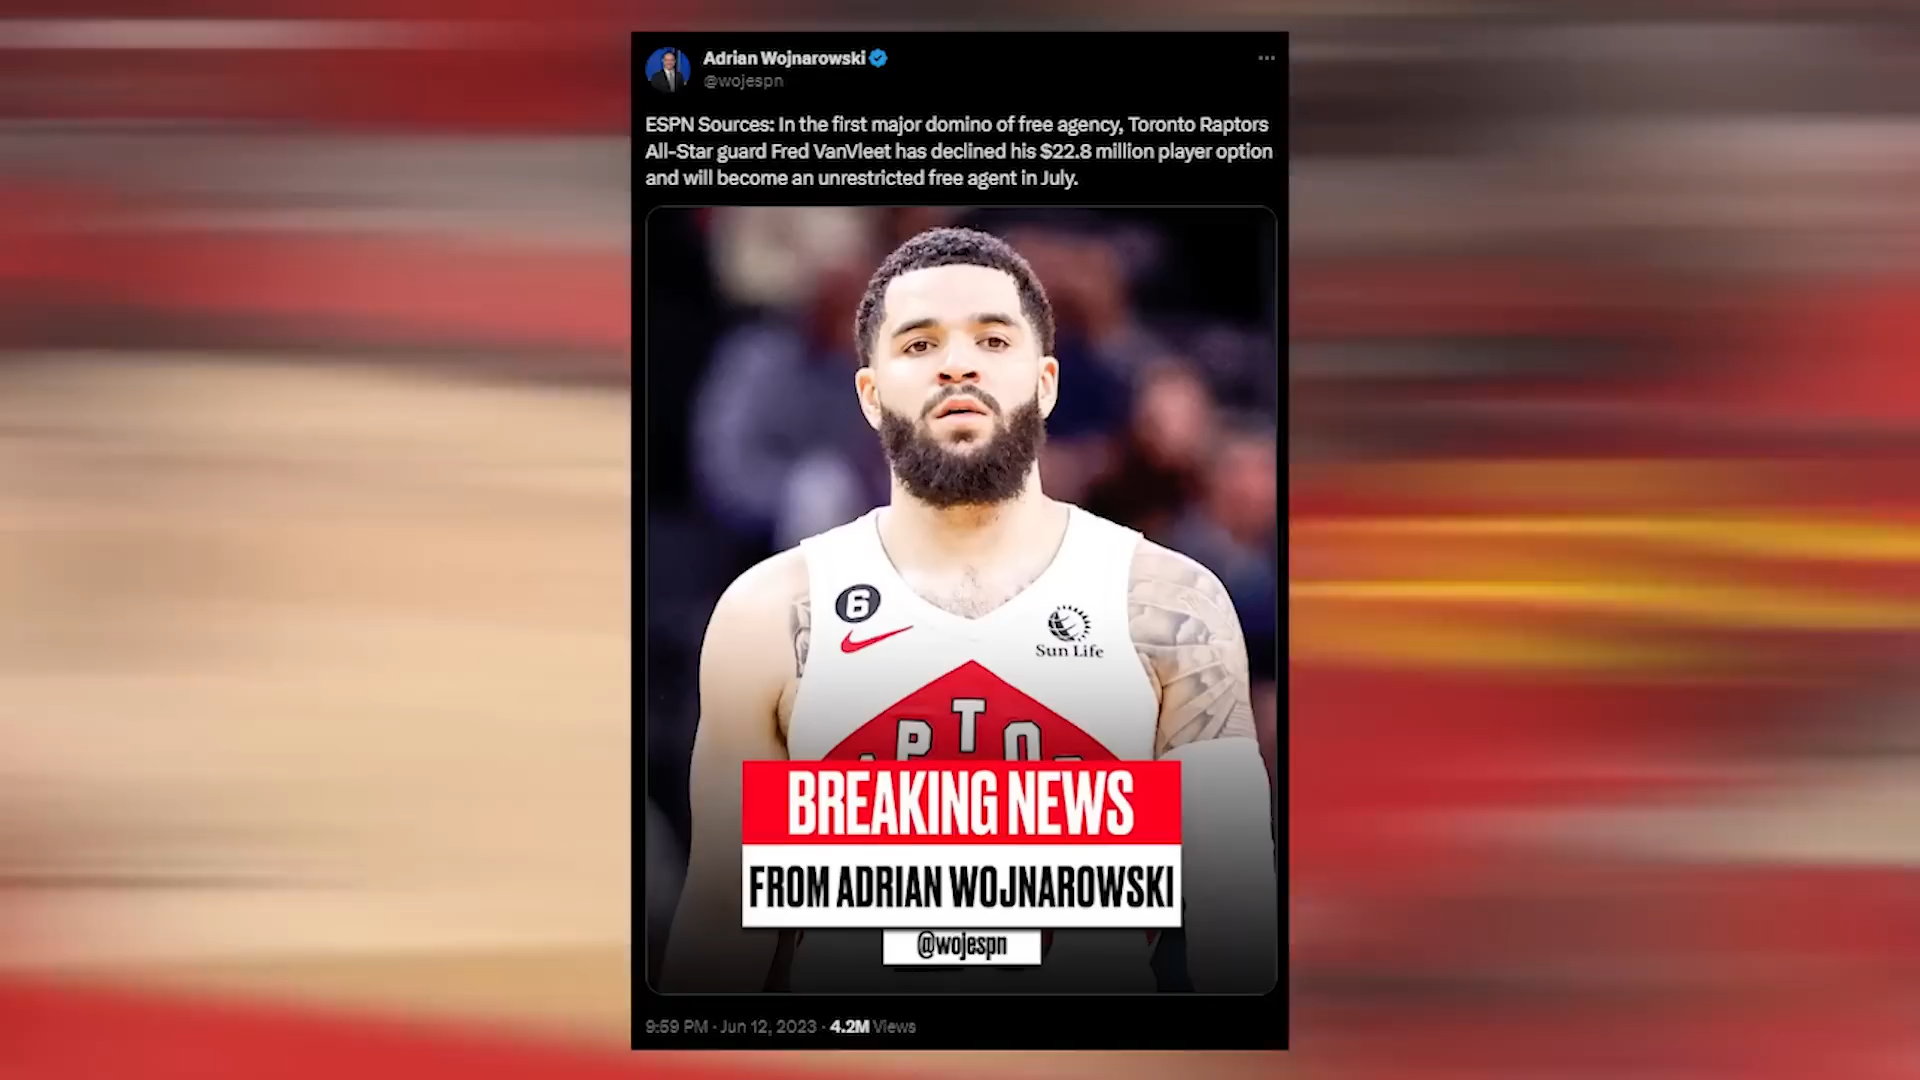 Adrian Wojnarowski
@wojespn
ESPN Sources: In the first major domino of free agency, Toronto Raptors
All-Star guard Fred VanVleet has declined his $22.8 million player option
and will become an unrestricted free agent in July.
6
Sun Life
PTO
BREAKING NEWS
FROM ADRIAN WOJNAROWSKI
@wojespn
9:59 PM · Jun 12, 2023 · 4.2M Views